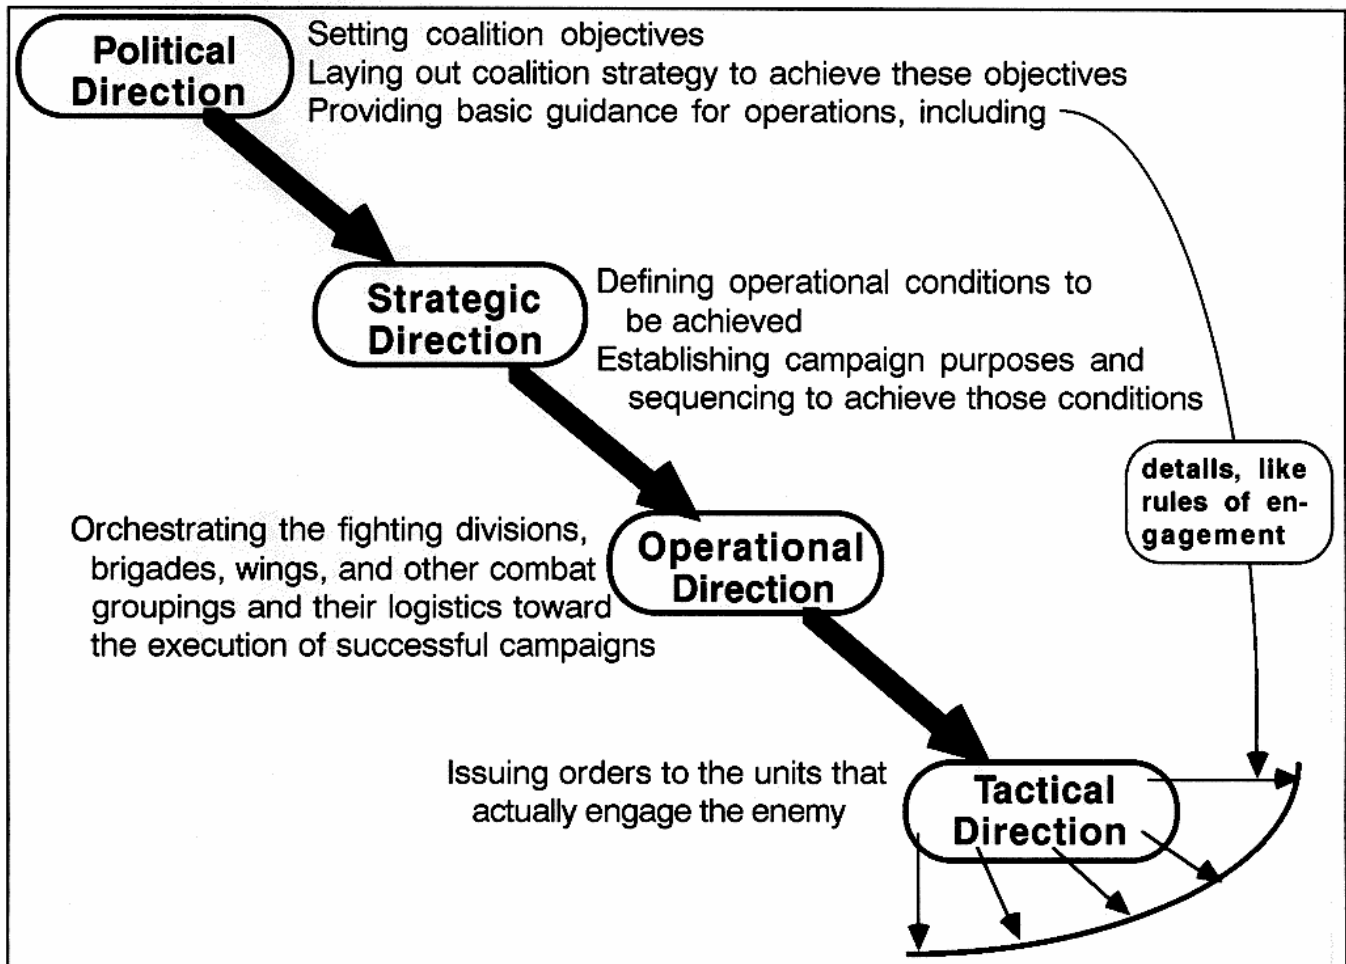 Political
Direction
Setting coalition objectives
Laying out coalition strategy to achieve these objectives
Providing basic guidance for operations, including
Strategic
Direction
Defining operational conditions to
be achieved
Establishing campaign purposes and
sequencing to achieve those conditions
details, like
rules of en-
gagement
Orchestrating the fighting divisions,
brigades, wings, and other combat
groupings and their logistics toward
the execution of successful campaigns
Operational
Direction
Issuing orders to the units that
actually engage the enemy
Tactical
Direction